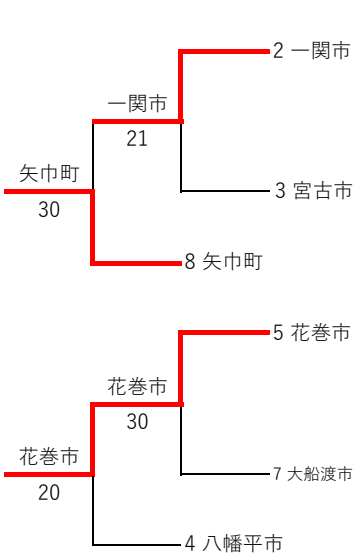 2 一関市
一関市
21
矢巾町
3 宮古市
30
8 矢巾町
5 花巻市
花巻市
30
花巻市
7 大船渡市
20
4 八幡平市